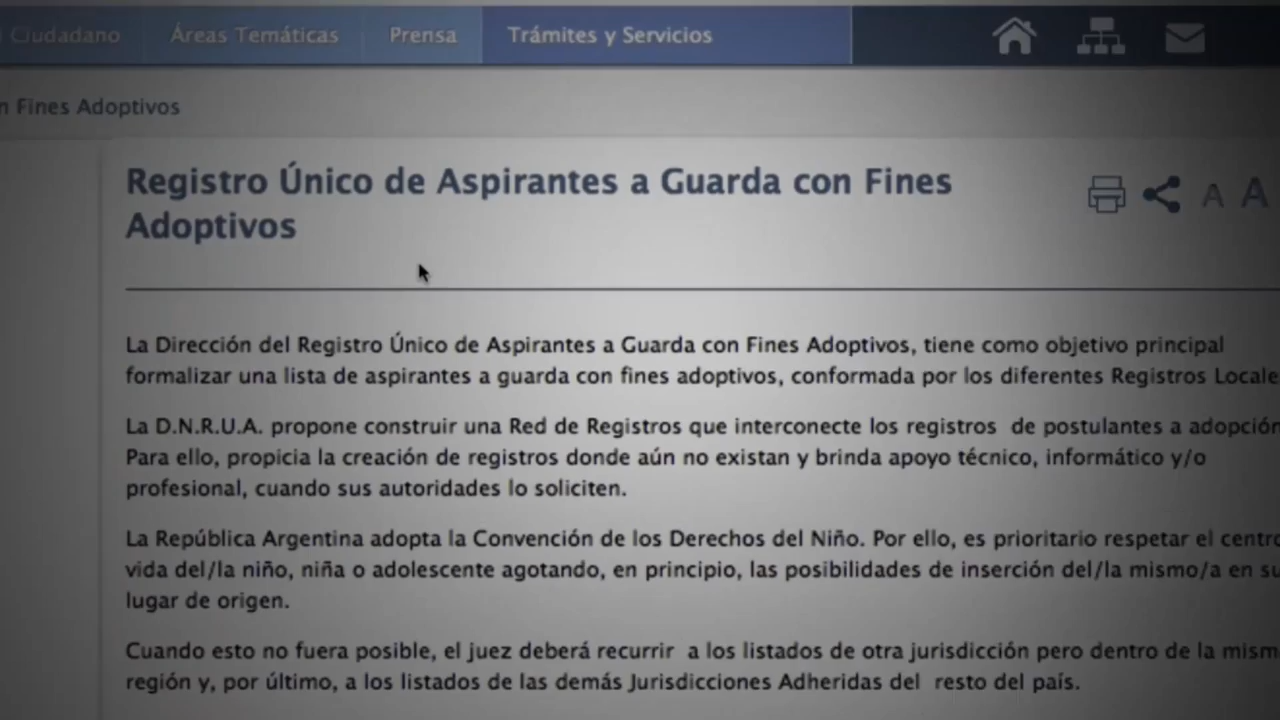 Ciudadano Áreas Temáticas Prensa Trámites y Servicios
n Fines Adoptivos
Registro Único de Aspirantes a Guarda con Fines
Adoptivos
A A
La Dirección del Registro Único de Aspirantes a Guarda con Fines Adoptivos, tiene como objetivo principal
formalizar una lista de aspirantes a guarda con fines adoptivos, conformada por los diferentes Registros Locale
La D.N.R.U.A. propone construir una Red de Registros que interconecte los registros de postulantes a adopción
Para ello, propicia la creación de registros donde aún no existan y brinda apoyo técnico, informático y/o
profesional, cuando sus autoridades lo soliciten.
La República Argentina adopta la Convención de los Derechos del Niño. Por ello, es prioritario respetar el centro
vida del/la niño, niña o adolescente agotando, en principio, las posibilidades de inserción del/la mismo/a en su
lugar de origen.
Cuando esto no fuera posible, el juez deberá recurrir a los listados de otra jurisdicción pero dentro de la mism
región y, por último, a los listados de las demás Jurisdicciones Adheridas del resto del país.